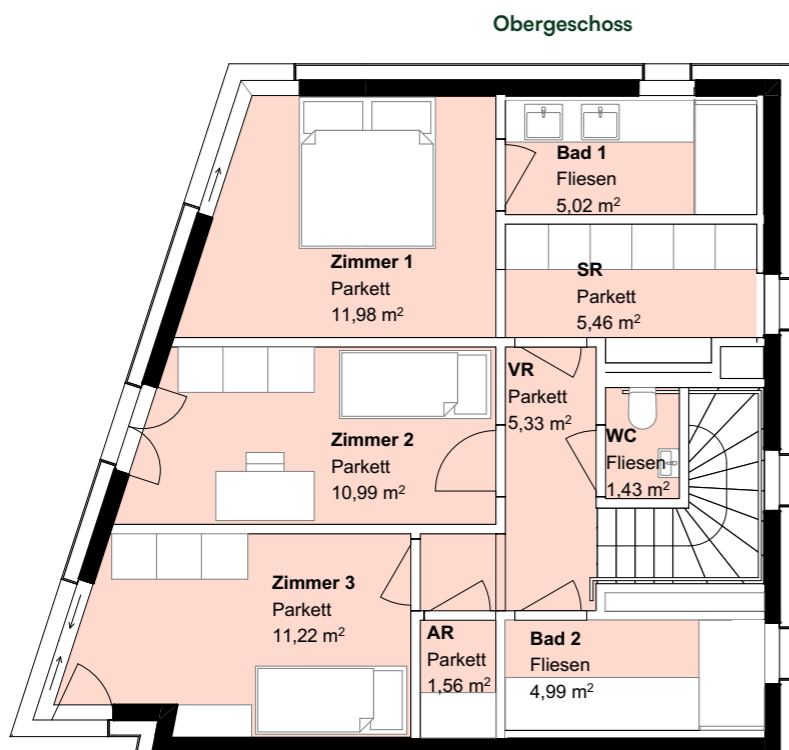 Obergeschoss
Zimmer 1
Parkett
11,98 m²
Bad 1
Fliesen
5,02 m²
SR
Parkett
5,46 m²
VR
Parkett
5,33 m²
Zimmer 2
Parkett
10,99 m²
WC
Fliesen
1,43 m²
Zimmer 3
Parkett
11,22 m²
AR
Parkett
1,56 m²
Bad 2
Fliesen
4,99 m²